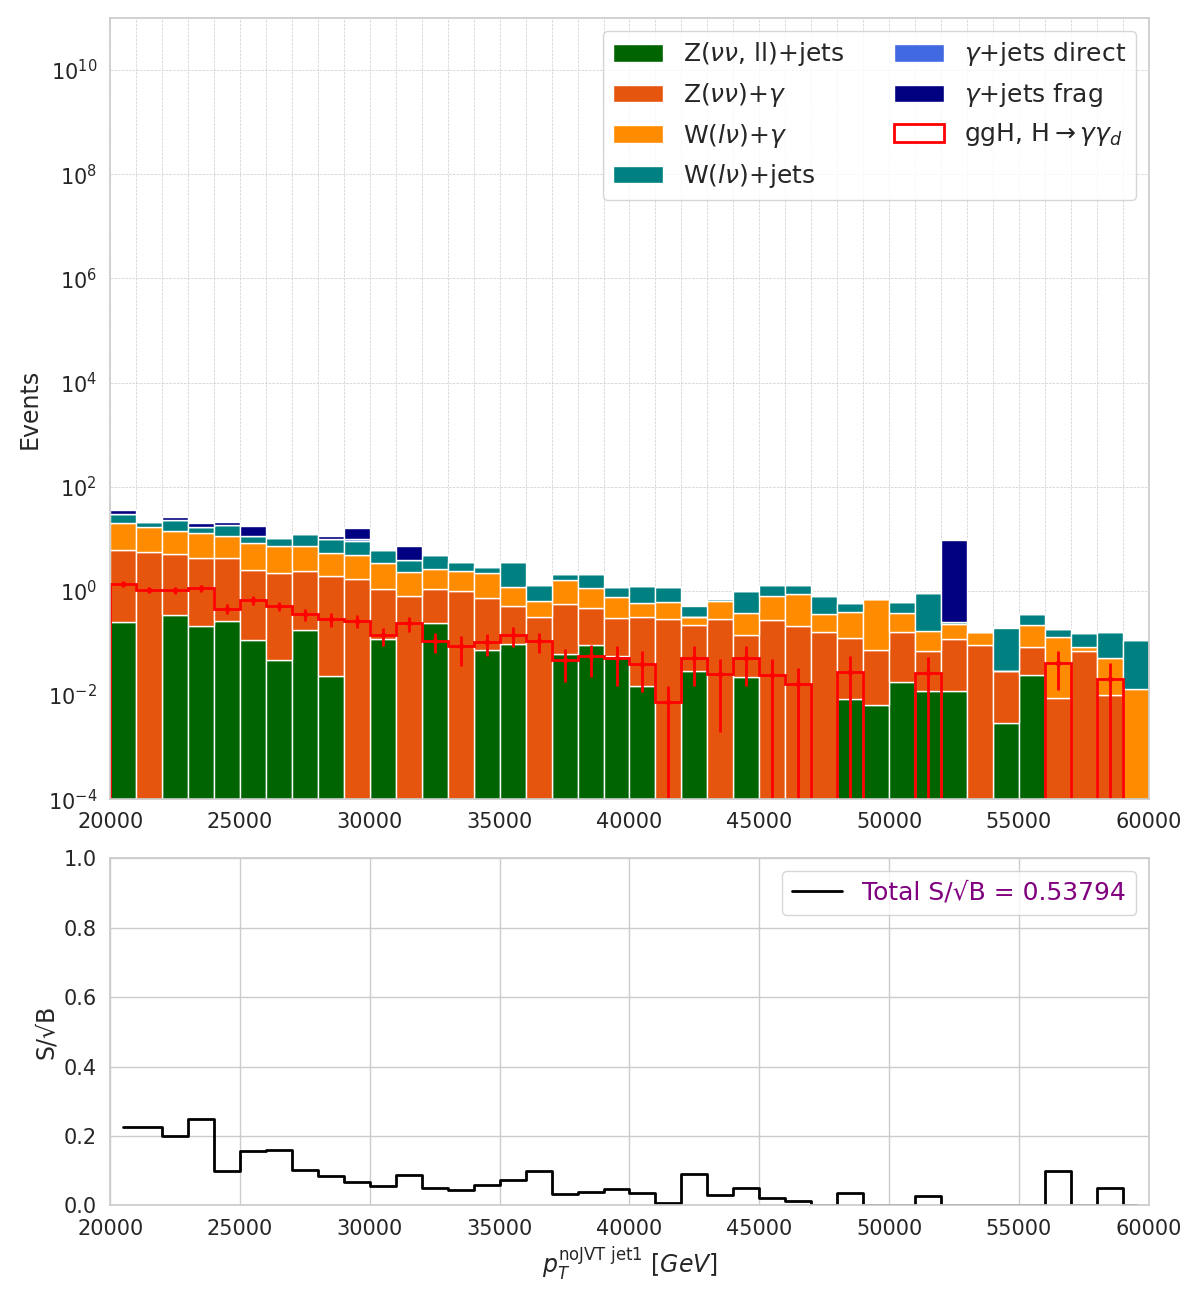 Z(νν, ll)+jets
Z(νν)+γ
W(lν)+γ
W(lν)+jets
γ+jets direct
γ+jets frag
ggH, H→γγ_d
Events
10^10
10^8
10^6
10^4
10^2
10^0
10^−2
10^−4
20000 25000 30000 35000 40000 45000 50000 55000 60000
Total S/√B = 0.53794
S/√B
1.0
0.8
0.6
0.4
0.2
0.0
20000 25000 30000 35000 40000 45000 50000 55000 60000
p_T^noJVT jet1 [GeV]